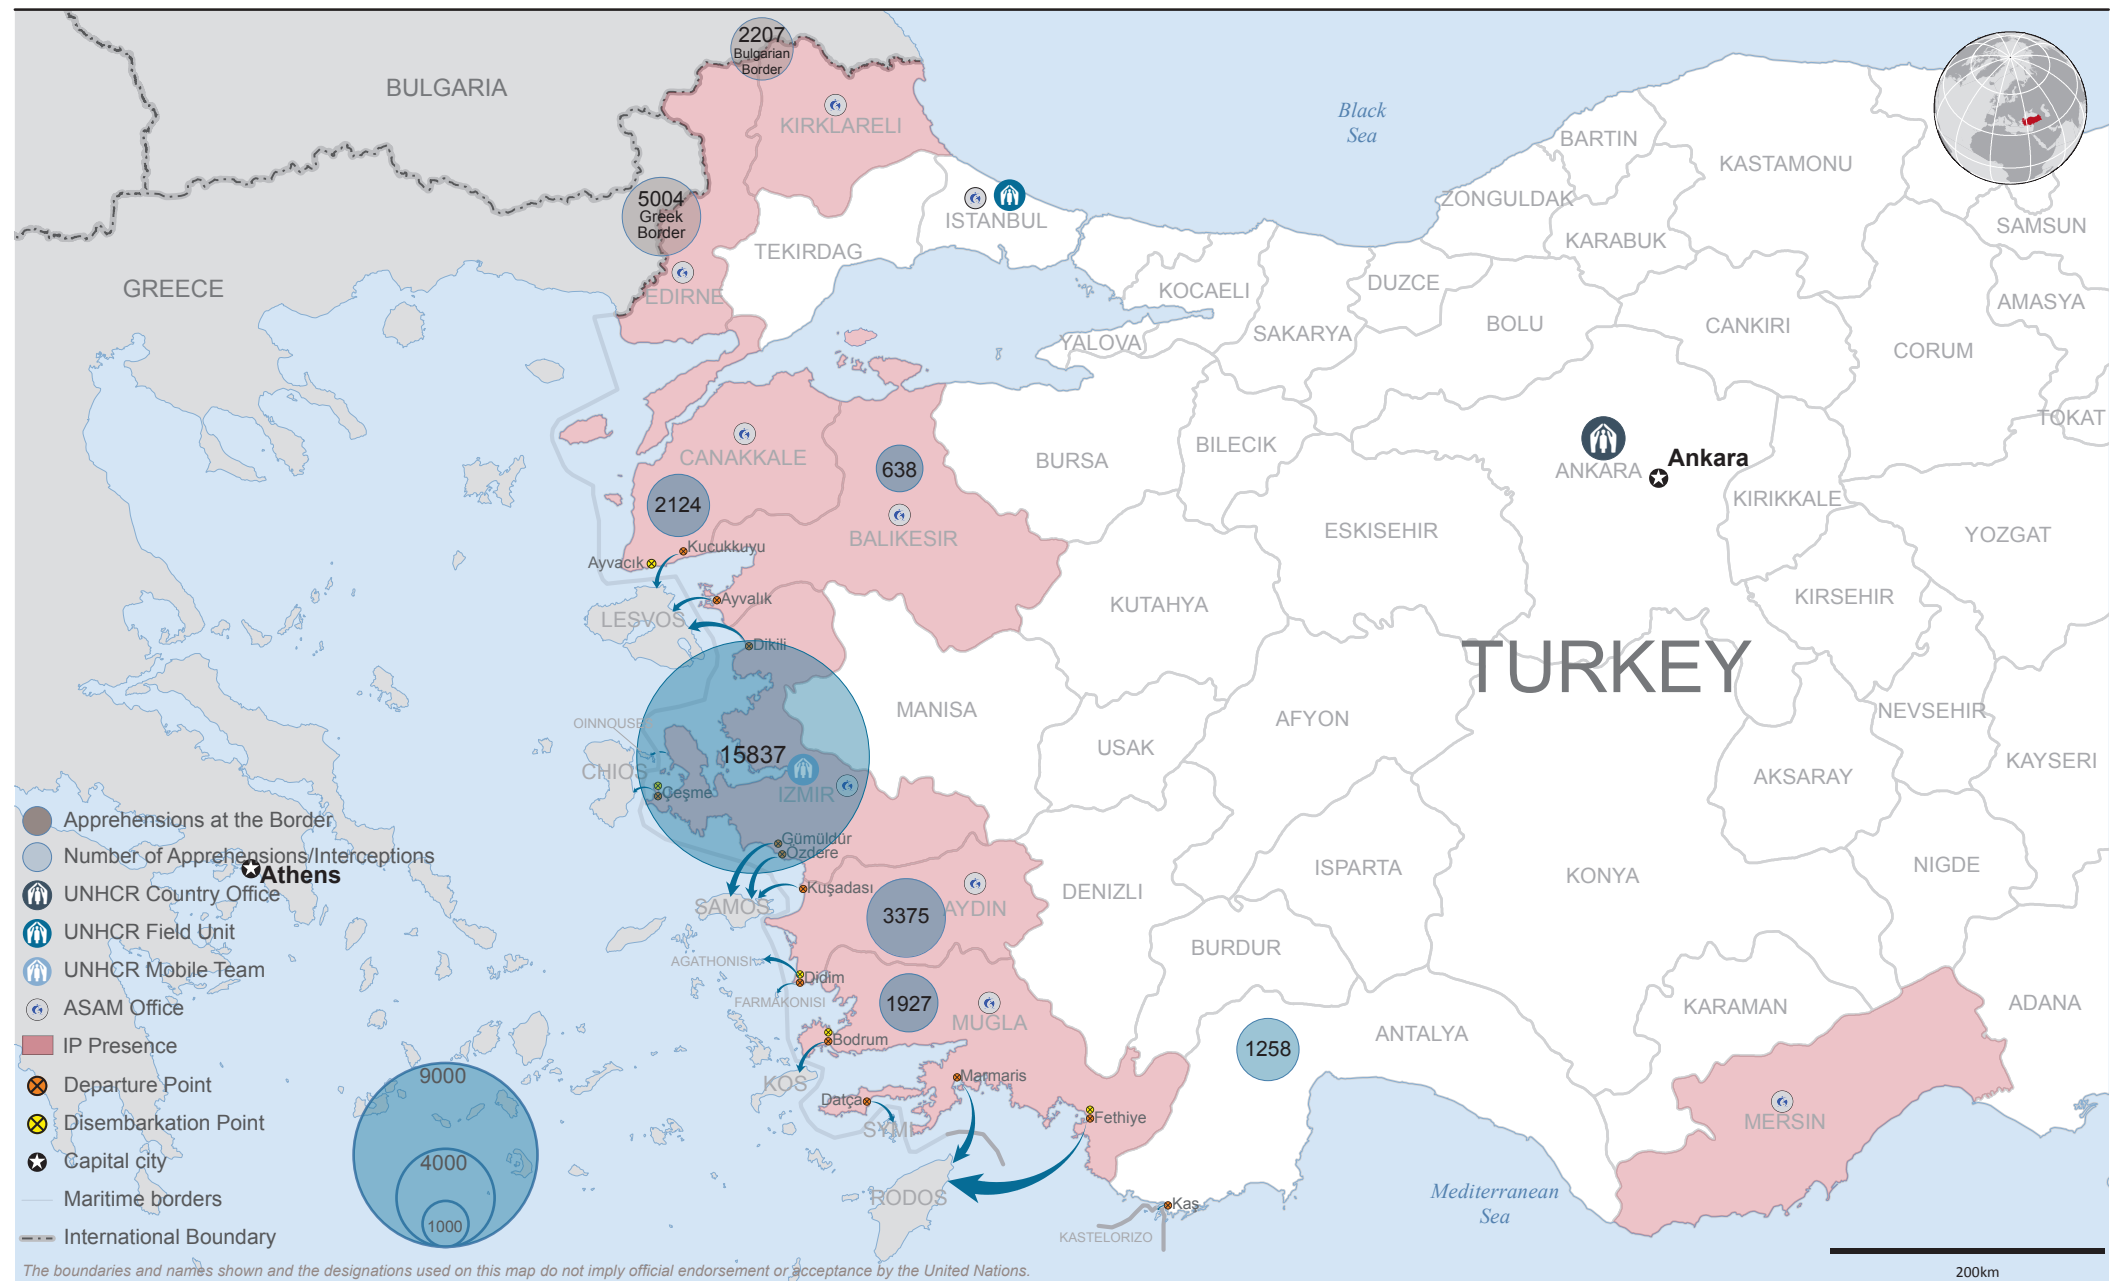 2207
Bulgarian
Border
BULGARIA
KIRKLARELI
Black
Sea
BARTIN
KASTAMONU
ZONGULDAK
SAMSUN
5004
Greek
Border
ISTANBUL
KARABUK
TEKIRDAG
GREECE
EDIRNE
KOCAELI
DUZCE
AMASYA
SAKARYA
BOLU
CANKIRI
YALOVA
CORUM
TOKAT
CANAKKALE
638
BURSA
BILECIK
Ankara
ANKARA
2124
KIRIKKALE
ESKISEHIR
YOZGAT
BALIKESIR
Kucukkuyu
Ayvacık
Ayvalık
KUTAHYA
KIRSEHIR
LESVOS
Dikili
TURKEY
MANISA
AFYON
NEVSEHIR
OINNOUSE
15837
USAK
KAYSERI
CHIOS
Çeşme
IZMIR
AKSARAY
Gümüldür
Özdere
ISPARTA
NIGDE
KONYA
Kuşadası
DENIZLI
SAMOS
3375
AYDIN
BURDUR
AGATHONISI
Didim
FARMAKONISI
1927
MUGLA
KARAMAN
ADANA
ANTALYA
Bodrum
1258
KOS
Marmaris
Datça
Fethiye
SYMI
MERSIN
RODOS
Mediterranean
Sea
Kaş
KASTELORIZO
Athens
Apprehensions at the Border
Number of Apprehensions/Interceptions
UNHCR Country Office
UNHCR Field Unit
UNHCR Mobile Team
ASAM Office
IP Presence
Departure Point
Disembarkation Point
Capital city
Maritime borders
International Boundary
9000
4000
1000
200km
The boundaries and names shown and the designations used on this map do not imply official endorsement or acceptance by the United Nations.